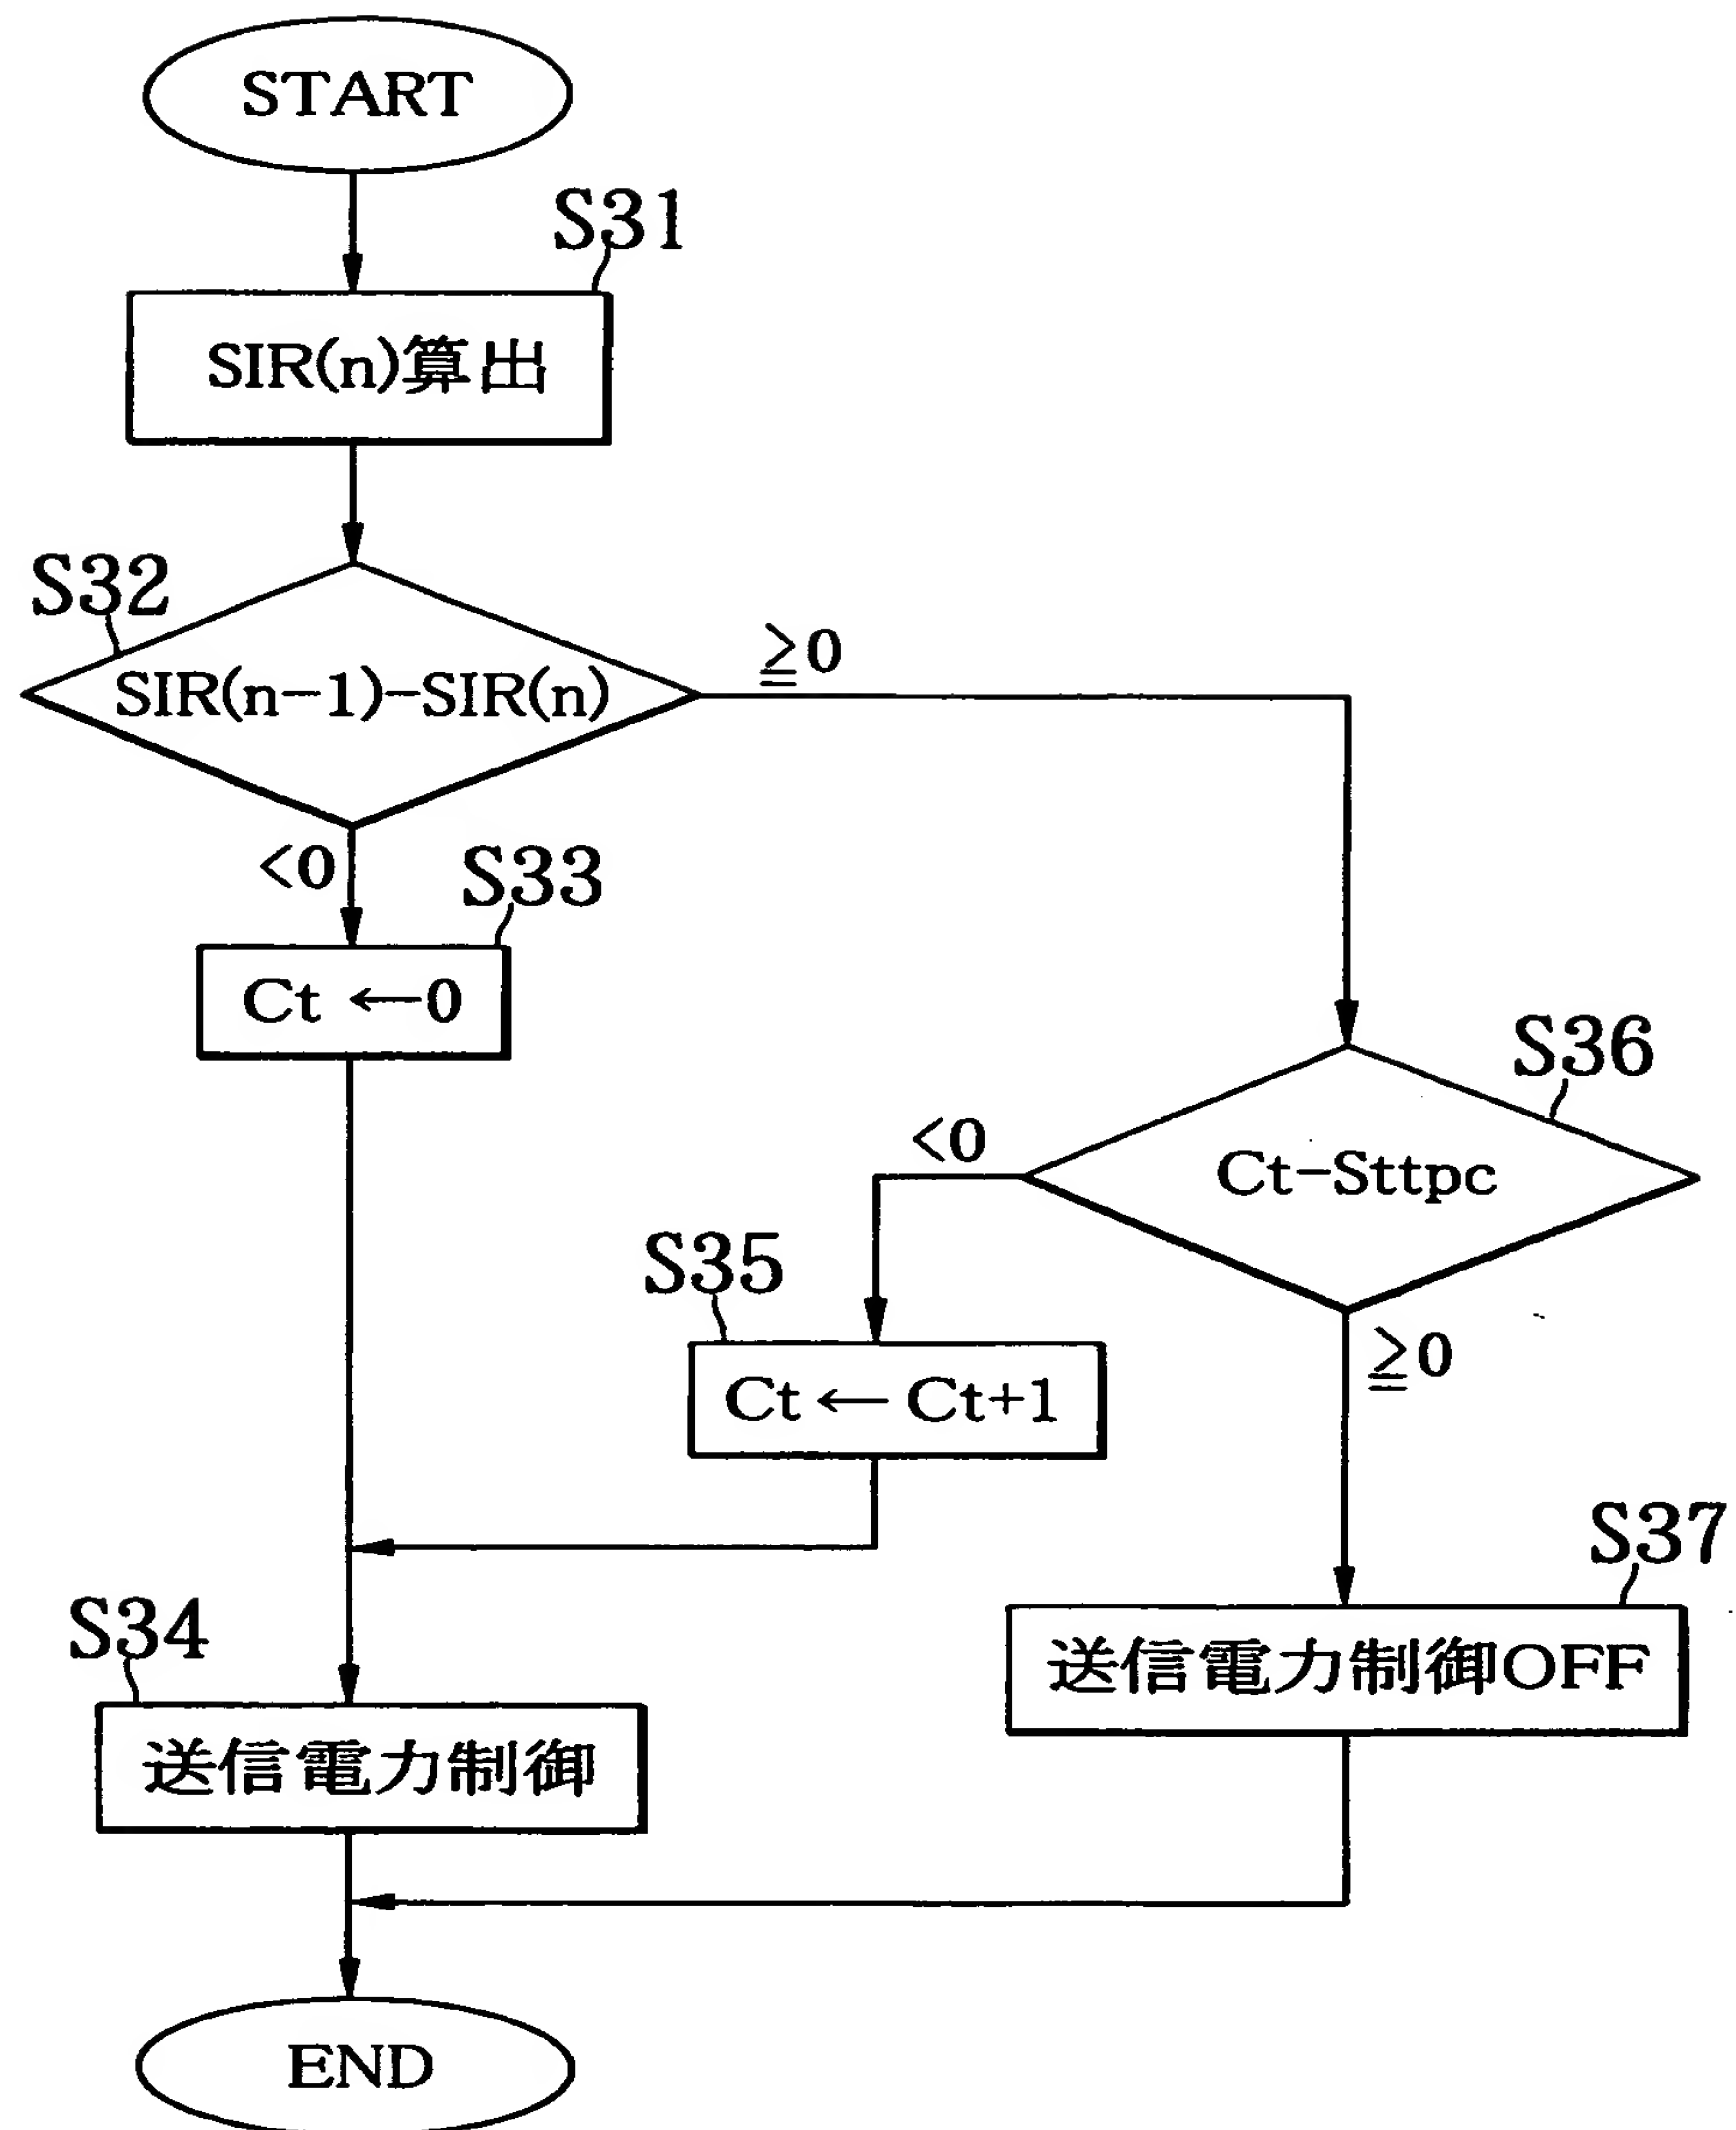 START
S31
SIR(n)算出
S32
SIR(n-1)-SIR(n)
≧0
<0
S33
Ct ←0
S36
Ct-Sttpc
<0
S35
Ct ← Ct+1
≧0
S37
送信電力制御OFF
S34
送信電力制御
END